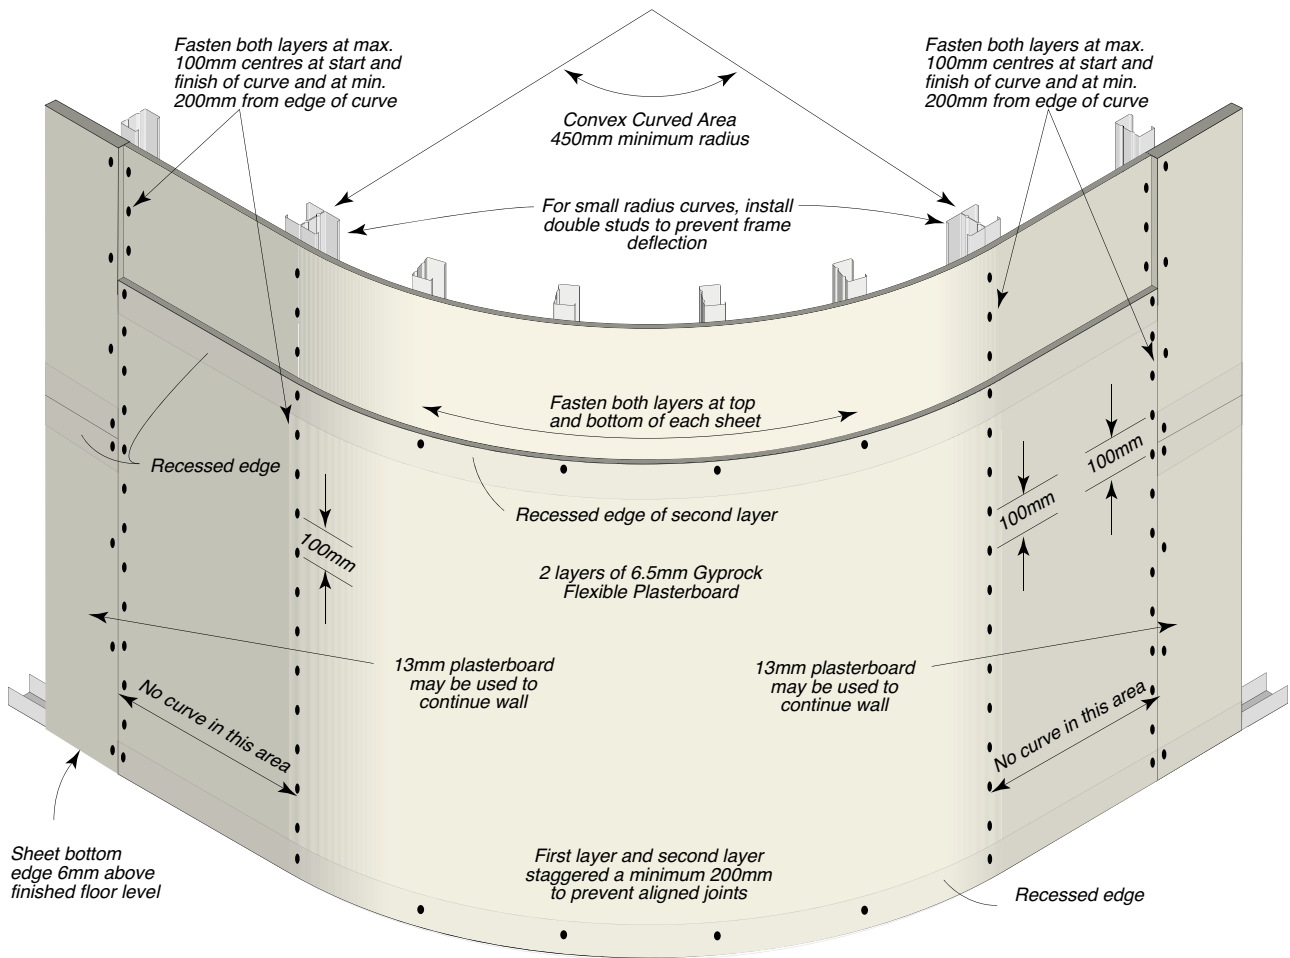 Fasten both layers at max.
100mm centres at start and
finish of curve and at min.
200mm from edge of curve
Fasten both layers at max.
100mm centres at start and
finish of curve and at min.
200mm from edge of curve
Convex Curved Area
450mm minimum radius
For small radius curves, install
double studs to prevent frame
deflection
Fasten both layers at top
and bottom of each sheet
Recessed edge
Recessed edge of second layer
100mm
100mm
100mm
2 layers of 6.5mm Gyprock
Flexible Plasterboard
13mm plasterboard
may be used to
continue wall
13mm plasterboard
may be used to
continue wall
No curve in this area
No curve in this area
Sheet bottom
edge 6mm above
finished floor level
First layer and second layer
staggered a minimum 200mm
to prevent aligned joints
Recessed edge